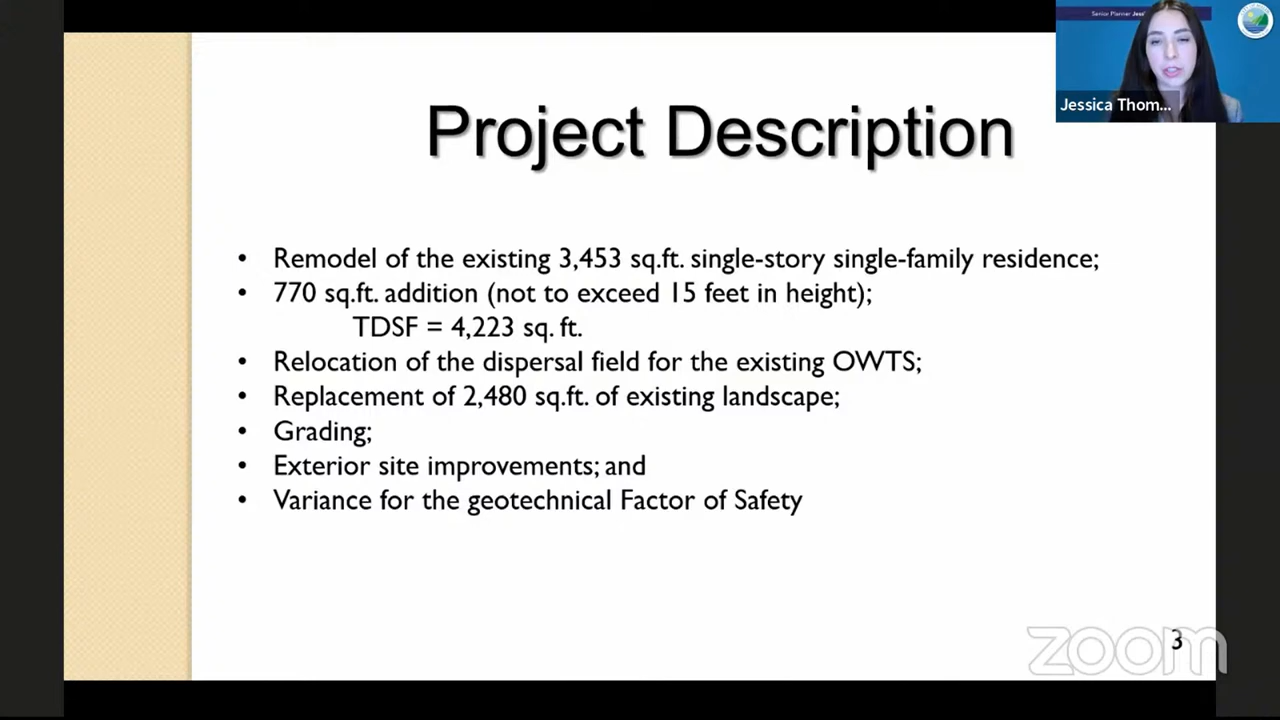 Senior Planner Jess
Jessica Thom...
Project Description
• Remodel of the existing 3,453 sq.ft. single-story single-family residence;
• 770 sq.ft. addition (not to exceed 15 feet in height);
TDSF = 4,223 sq. ft.
• Relocation of the dispersal field for the existing OWTS;
• Replacement of 2,480 sq.ft. of existing landscape;
• Grading;
• Exterior site improvements; and
• Variance for the geotechnical Factor of Safety
3
zoom